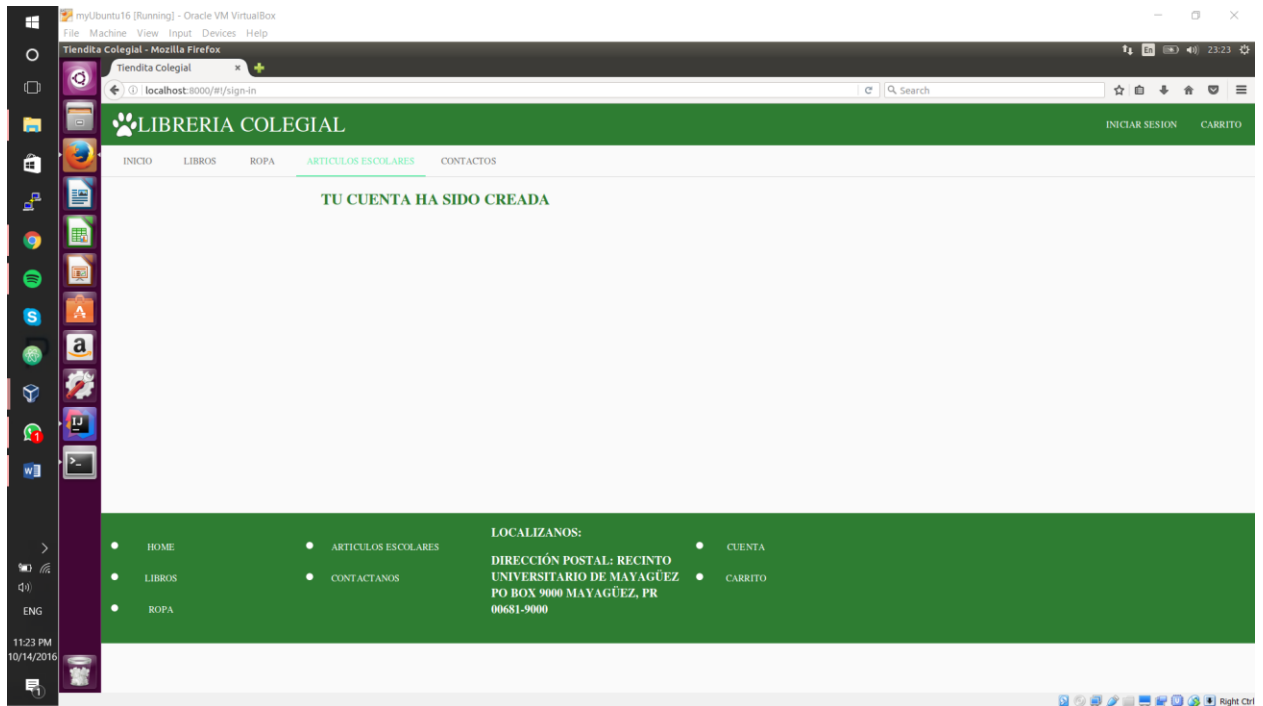 myUbuntu16 [Running] - Oracle VM VirtualBox
File Machine View Input Devices Help
Tiendita Colegial - Mozilla Firefox
En 23:23
Tiendita Colegial
localhost:8000/#!/sign-in
Search
LIBRERIA COLEGIAL
INICIAR SESION CARRITO
INICIO LIBROS ROPA ARTICULOS ESCOLARES CONTACTOS
TU CUENTA HA SIDO CREADA
HOME
LIBROS
ROPA
ARTICULOS ESCOLARES
CONTACTANOS
LOCALIZANOS:
DIRECCIÓN POSTAL: RECINTO
UNIVERSITARIO DE MAYAGÜEZ
PO BOX 9000 MAYAGÜEZ, PR
00681-9000
CUENTA
CARRITO
ENG
11:23 PM
10/14/2016
Right Ctrl